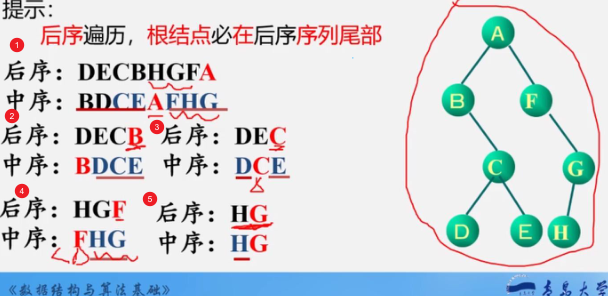 提示：
后序遍历，根结点必在后序序列尾部
1
后序：DECBHGFA
中序：BDCEAFHG
2
后序：DECB
中序：BDCE
3
后序：DEC
中序：DCE
4
后序：HGF
中序：FHG
5
后序：HG
中序：HG
A
B
F
C
G
D
E
H
《数据结构与算法基础》
青岛大学